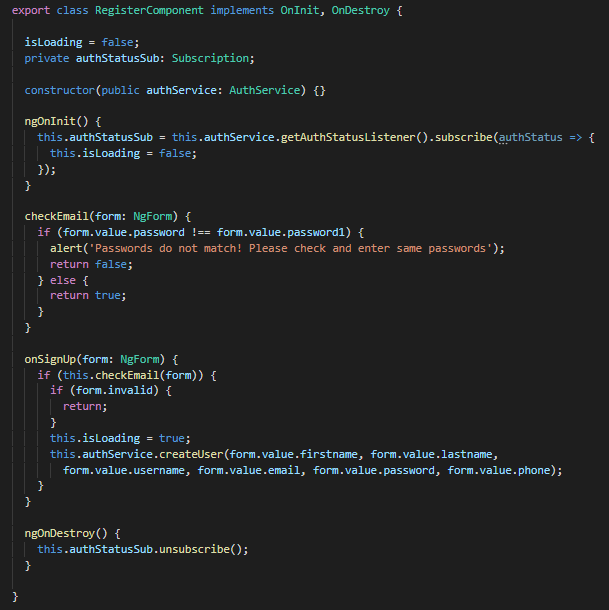 export class RegisterComponent implements OnInit, OnDestroy {
isLoading = false;
private authStatusSub: Subscription;
constructor(public authService: AuthService) {}
ngOnInit() {
this.authStatusSub = this.authService.getAuthStatusListener().subscribe(authStatus => {
this.isLoading = false;
});
}
checkEmail(form: NgForm) {
if (form.value.password !== form.value.password1) {
alert('Passwords do not match! Please check and enter same passwords');
return false;
} else {
return true;
}
}
onSignUp(form: NgForm) {
if (this.checkEmail(form)) {
if (form.invalid) {
return;
}
this.isLoading = true;
this.authService.createUser(form.value.firstname, form.value.lastname,
form.value.username, form.value.email, form.value.password, form.value.phone);
}
}
ngOnDestroy() {
this.authStatusSub.unsubscribe();
}
}